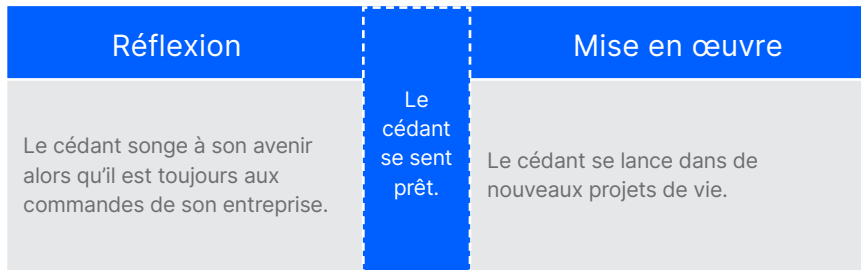 Réflexion
Le cédant songe à son avenir
alors qu’il est toujours aux
commandes de son entreprise.
Le
cédant
se sent
prêt.
Mise en œuvre
Le cédant se lance dans de
nouveaux projets de vie.